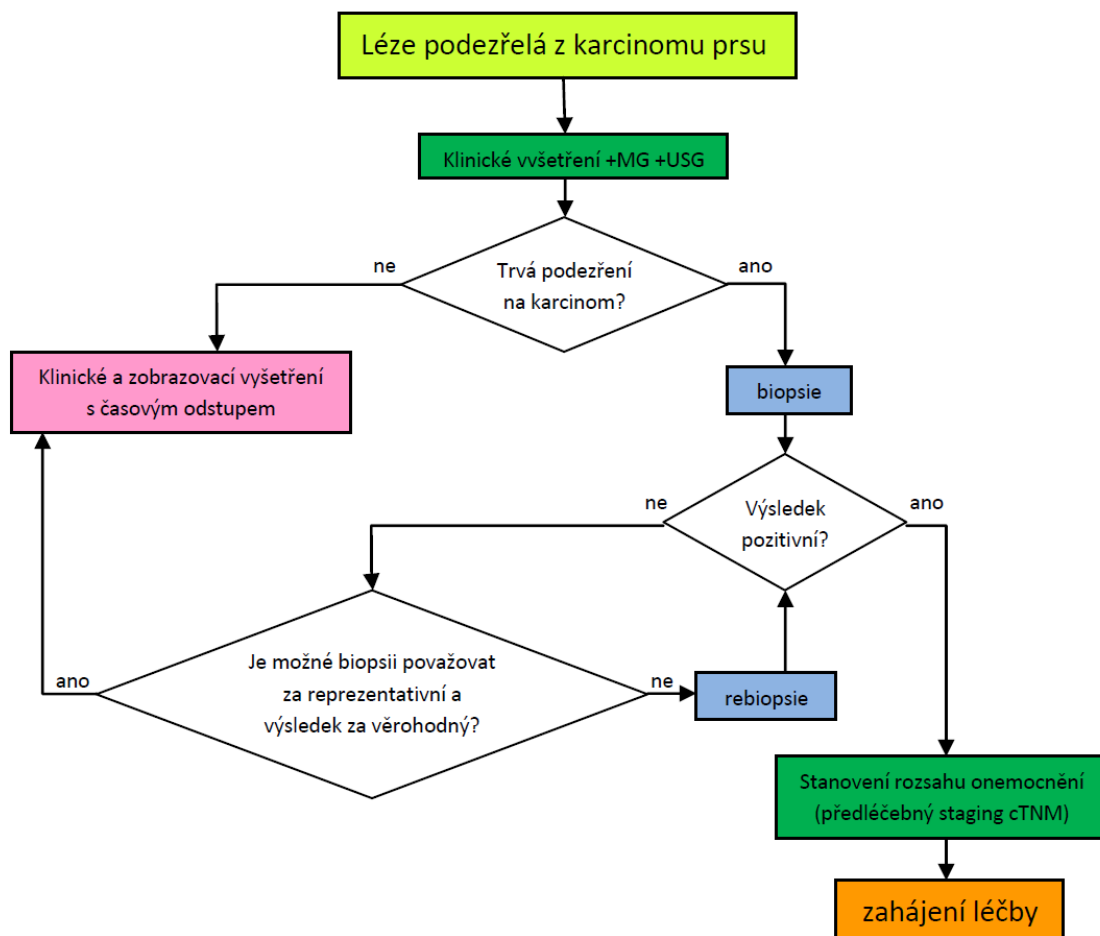 Léze podezřelá z karcinomu prsu
Klinické vvšetření +MG +USG
ne
Trvá podezření
na karcinom?
ano
Klinické a zobrazovací vyšetření
s časovým odstupem
biopsie
ne
Výsledek
pozitivní?
ano
ano
Je možné biopsii považovat
za reprezentativní a
výsledek za věrohodný?
ne
rebiopsie
Stanovení rozsahu onemocnění
(předléčebný staging cTNM)
zahájení léčby